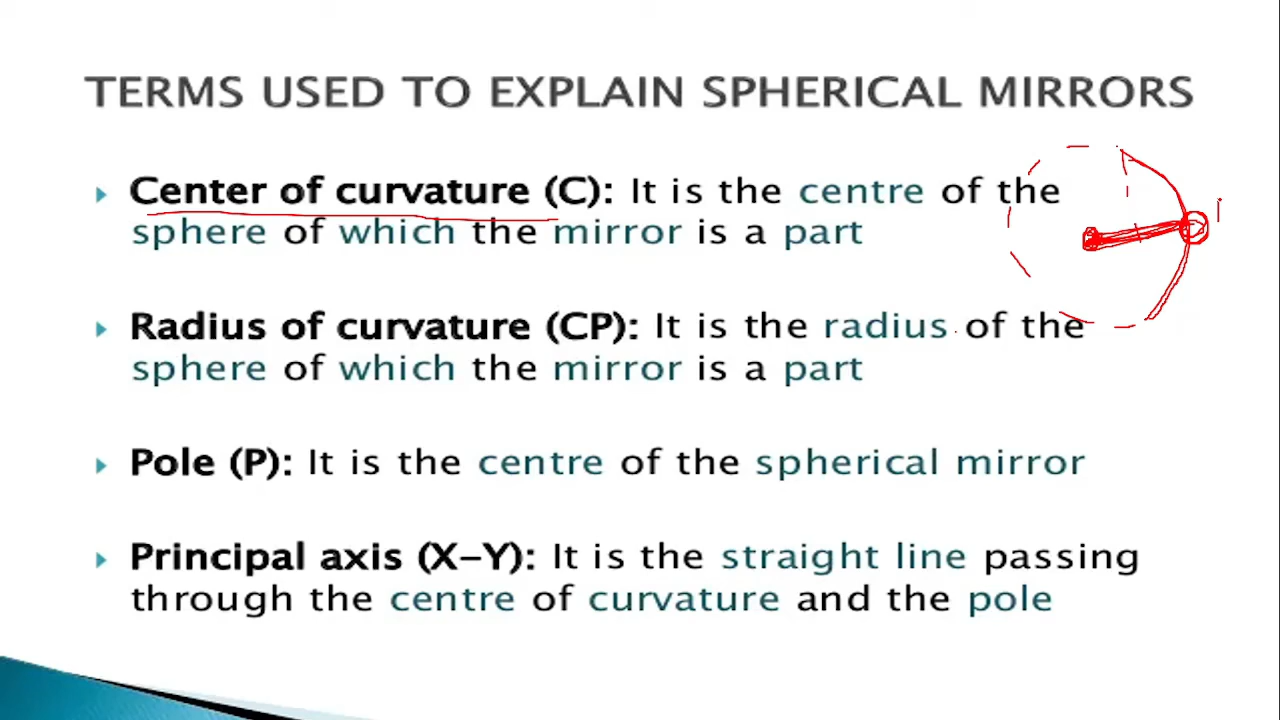 TERMS USED TO EXPLAIN SPHERICAL MIRRORS
Center of curvature (C): It is the centre of the
sphere of which the mirror is a part
Radius of curvature (CP): It is the radius of the
sphere of which the mirror is a part
Pole (P): It is the centre of the spherical mirror
Principal axis (X-Y): It is the straight line passing
through the centre of curvature and the pole